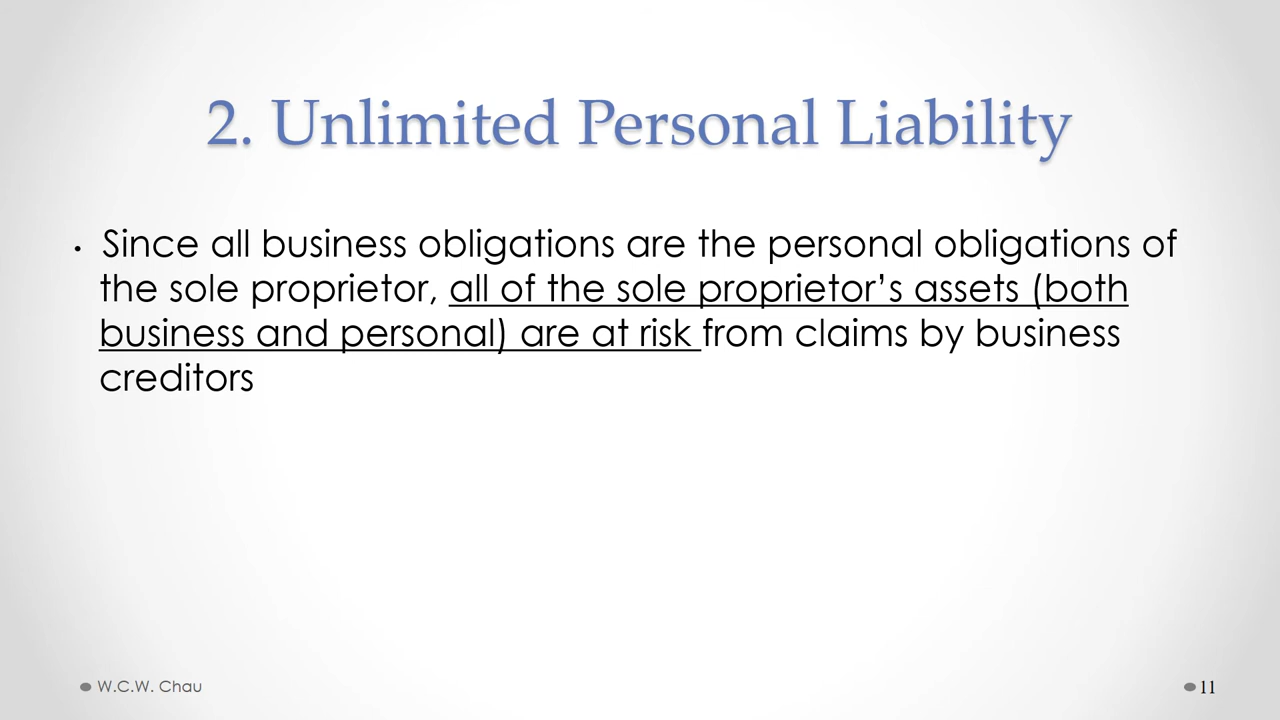 2. Unlimited Personal Liability
• Since all business obligations are the personal obligations of
the sole proprietor, all of the sole proprietor’s assets (both
business and personal) are at risk from claims by business
creditors
W.C.W. Chau
11